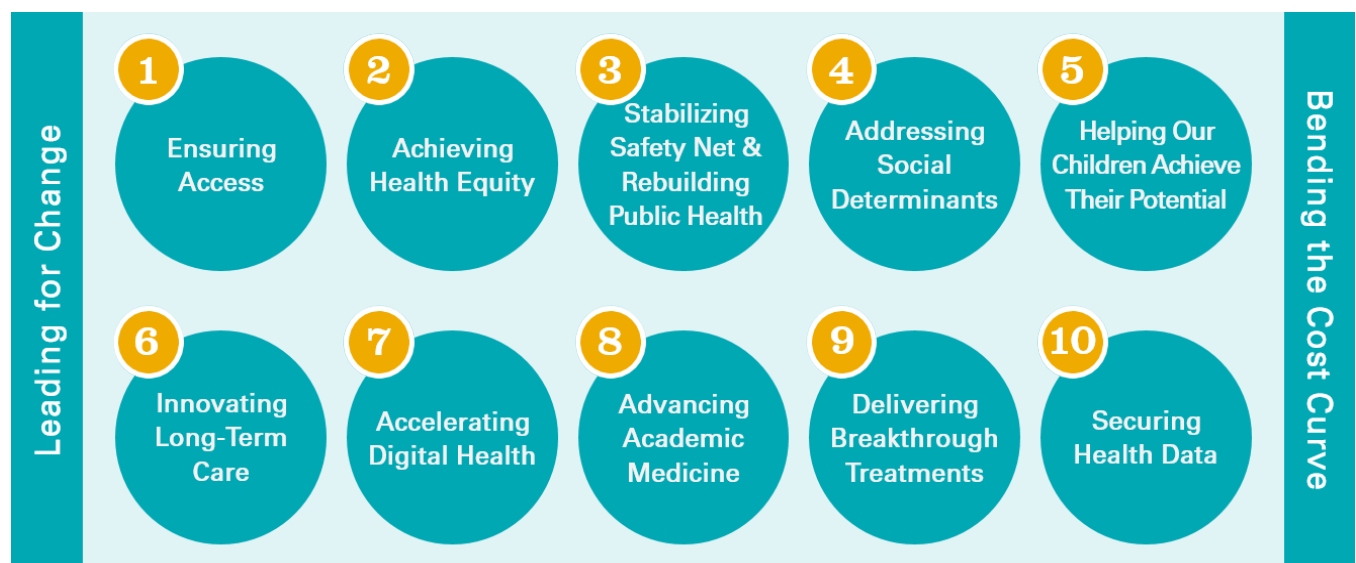 Leading for Change
1
Ensuring
Access
2
Achieving
Health Equity
3
Stabilizing
Safety Net &
Rebuilding
Public Health
4
Addressing
Social
Determinants
5
Helping Our
Children Achieve
Their Potential
6
Innovating
Long-Term
Care
7
Accelerating
Digital Health
8
Advancing
Academic
Medicine
9
Delivering
Breakthrough
Treatments
10
Securing
Health Data
Bending the Cost Curve